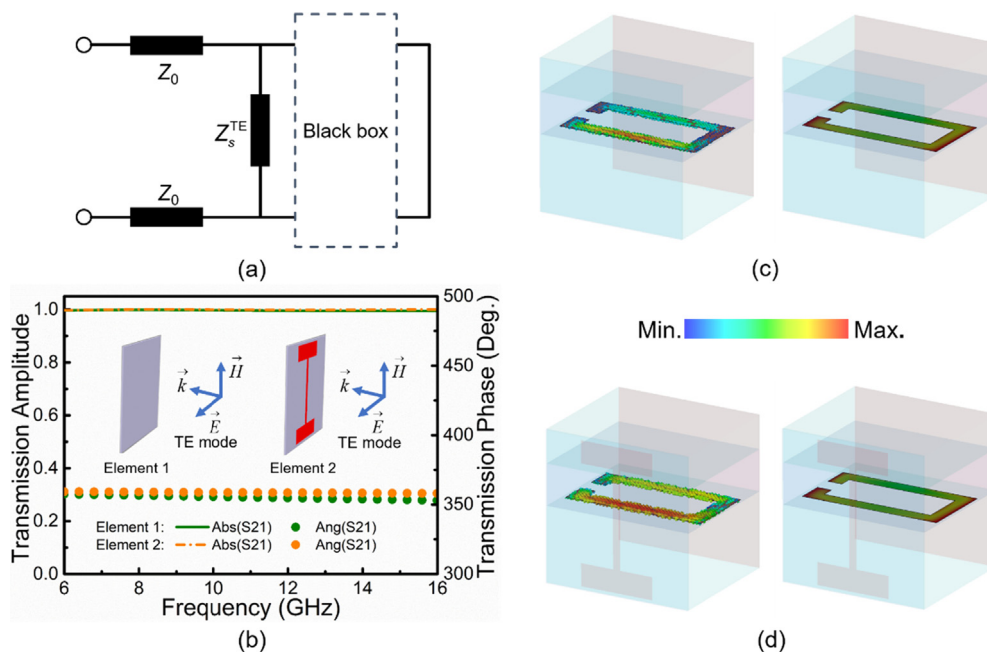 Z0
ZsTE
Black box
Z0
(a)
Transmission Amplitude
1.0
0.8
0.6
0.4
0.2
0.0
500
450
400
350
300
Transmission Phase (Deg.)
H
k
E
TE mode
Element 1
H
k
E
TE mode
Element 2
Element 1: Abs(S21) Ang(S21)
Element 2: Abs(S21) Ang(S21)
6 8 10 12 14 16
Frequency (GHz)
(b)
(c)
Min. Max.
(d)